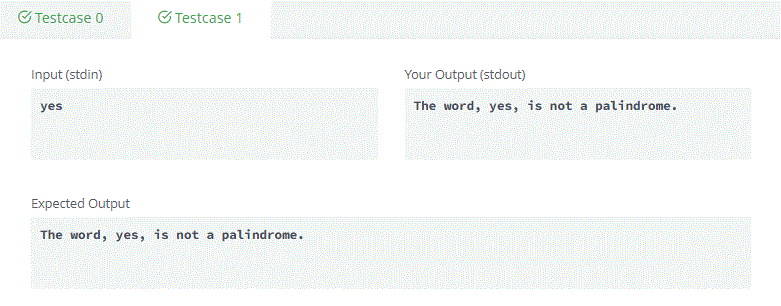 Testcase 0 Testcase 1
Input (stdin) Your Output (stdout)
yes The word, yes, is not a palindrome.
Expected Output
The word, yes, is not a palindrome.